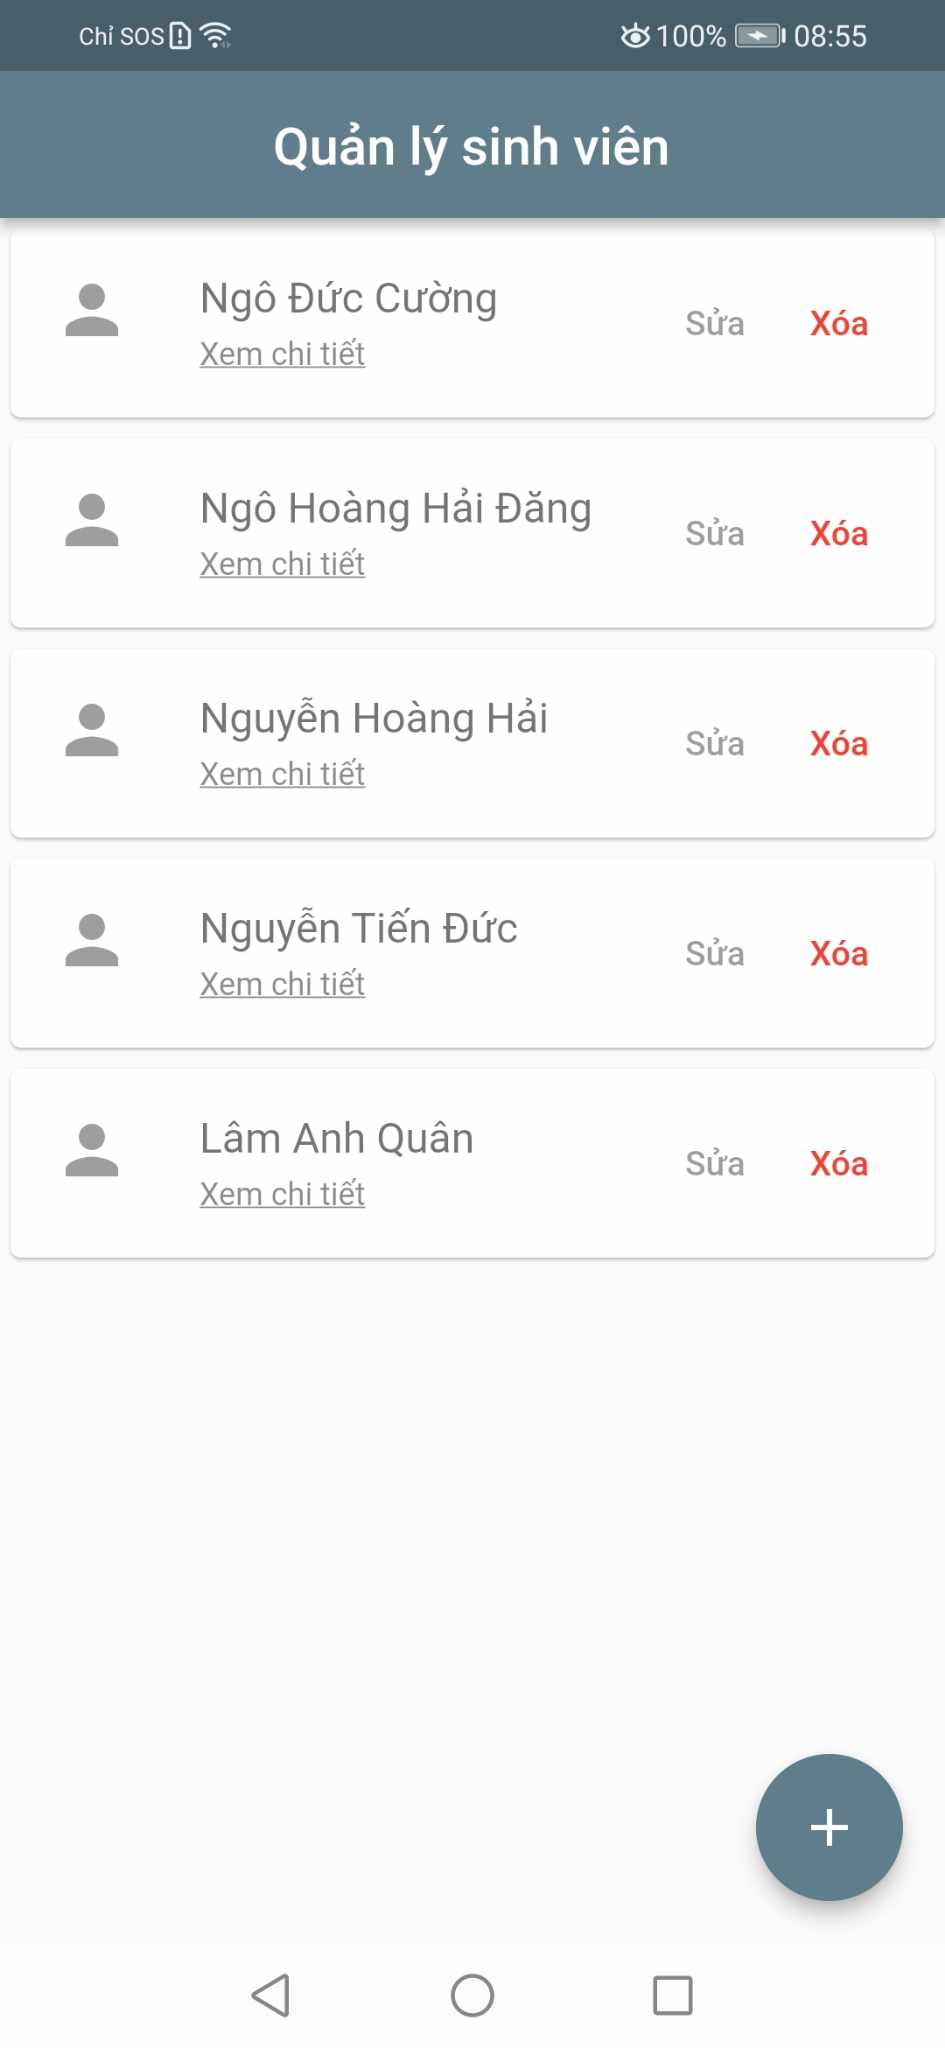 Chỉ SOS 100% 08:55
Quản lý sinh viên
Ngô Đức Cường
Xem chi tiết
Sửa Xóa
Ngô Hoàng Hải Đăng
Xem chi tiết
Sửa Xóa
Nguyễn Hoàng Hải
Xem chi tiết
Sửa Xóa
Nguyễn Tiến Đức
Xem chi tiết
Sửa Xóa
Lâm Anh Quân
Xem chi tiết
Sửa Xóa